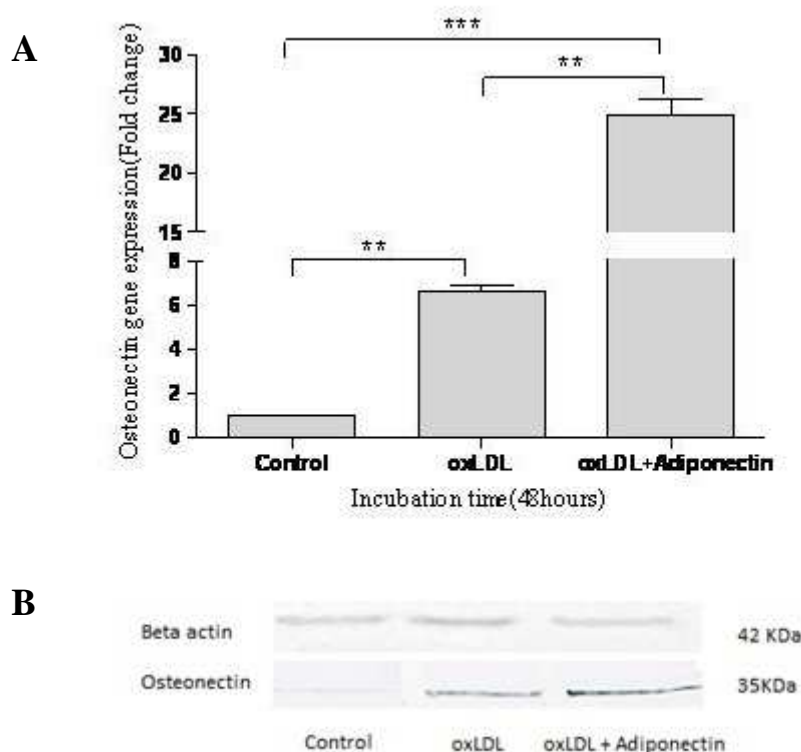 A
Osteonectin gene expression(Fold change)
***
**
**
30
25
20
15
8
6
4
2
0
Control oxLDL oxLDL+Adiponectin
Incubation time(48hours)
B
Beta actin 42 KDa
Osteonectin 35KDa
Control oxLDL oxLDL + Adiponectin